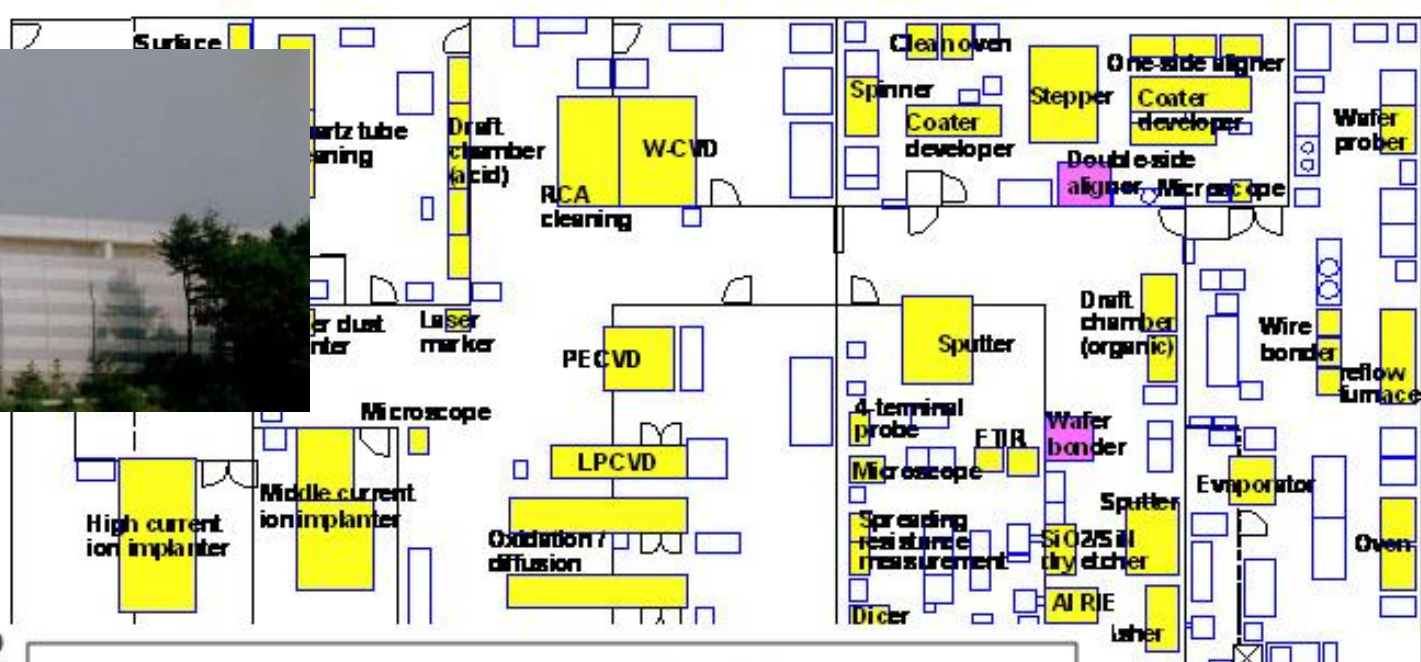 Surface
Clean oven
One-side aligner
Spinner
Stepper
Coater
developer
Coater
developer
Wafer
prober
artz tube
aning
Draft
chamber
(acid)
W-CVD
RCA
cleaning
Double-side
aligner
Microscope
er dust
nter
Laser
marker
PECVD
Sputter
Draft
chamber
(organic)
Wire
bonder
reflow
furnace
Microscope
4-terminal
probe
FTIR
Wafer
bonder
LPCVD
Microscope
Evaporator
Middle current
ion implanter
High current
ion implanter
Sputter
Oxidation /
diffusion
Spreading
resistance
measurement
SiO2/SiN
dry etcher
Oven
Dicer
Al RIE
Asher